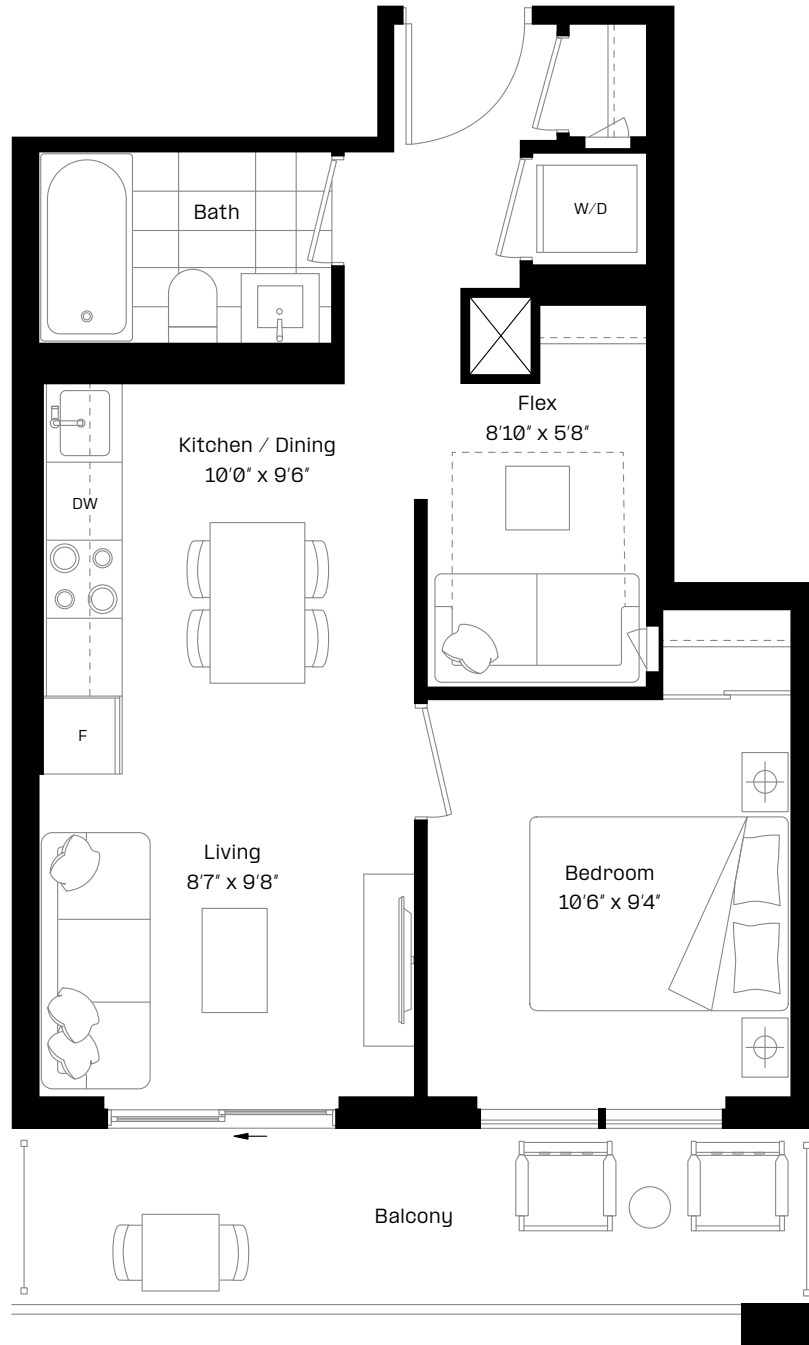 Bath
W/D
Flex
8'10" x 5'8"
Kitchen / Dining
10'0" x 9'6"
DW
F
Living
8'7" x 9'8"
Bedroom
10'6" x 9'4"
Balcony